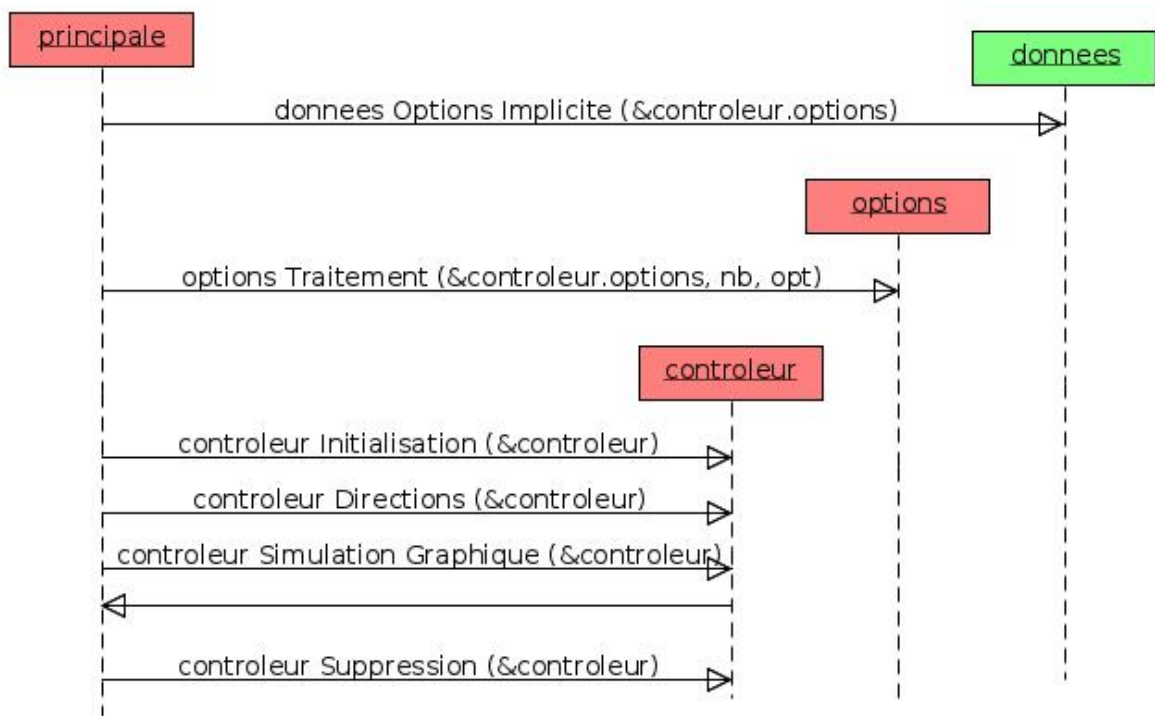 principale
donnees
donnees Options Implicite (&controleur.options)
options
options Traitement (&controleur.options, nb, opt)
controleur
controleur Initialisation (&controleur)
controleur Directions (&controleur)
controleur Simulation Graphique (&controleur)
controleur Suppression (&controleur)